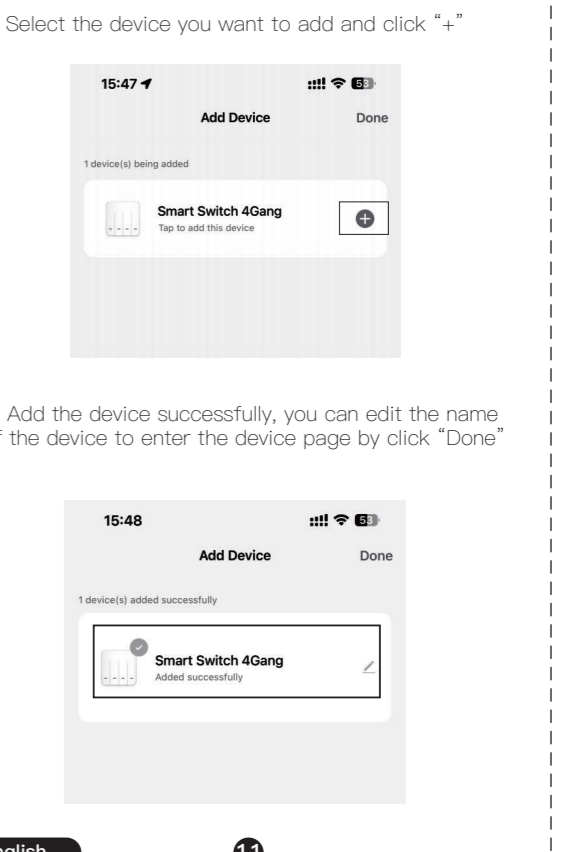 Select the device you want to add and click “+”
15:47
53
Add Device
Done
1 device(s) being added
Smart Switch 4Gang
Tap to add this device
Add the device successfully, you can edit the name
the device to enter the device page by click “Done”
15:48
53
Add Device
Done
1 device(s) added successfully
Smart Switch 4Gang
Added successfully
11